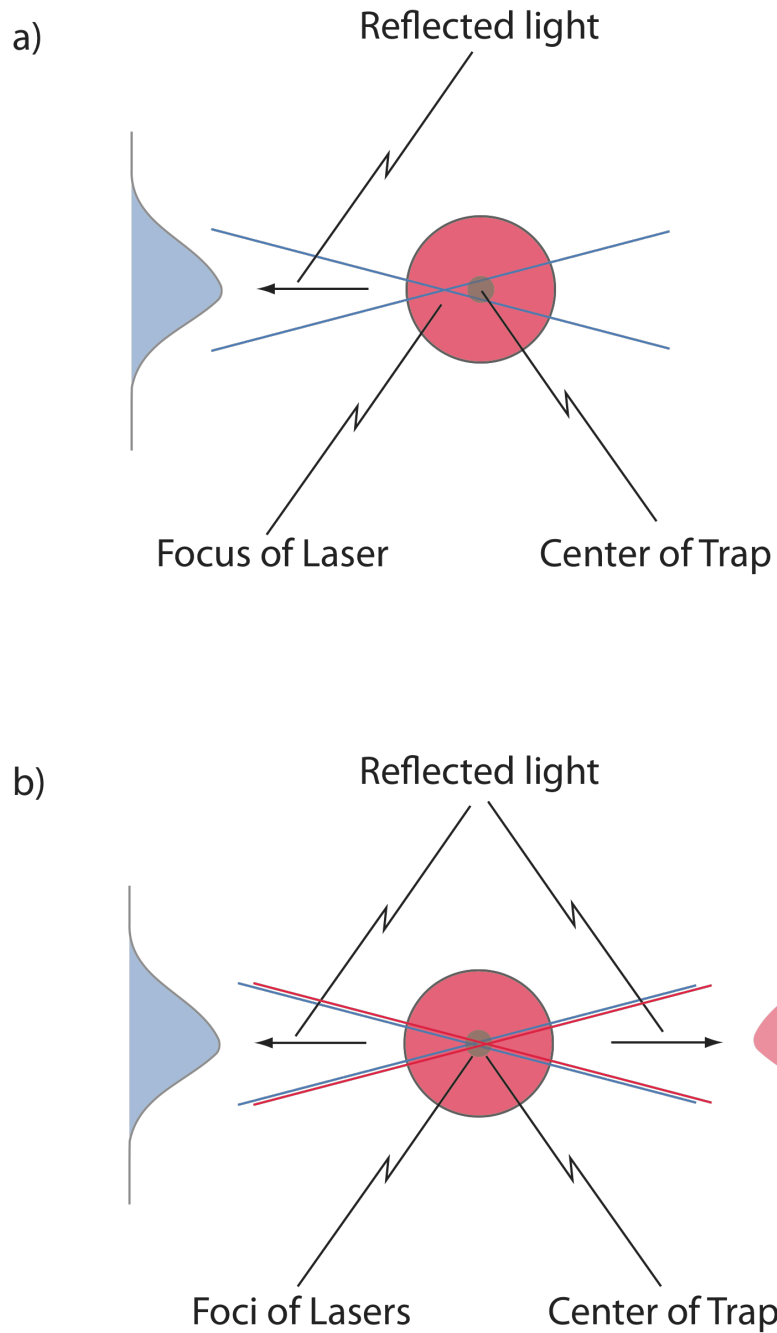 a)
Reflected light
Focus of Laser
Center of Trap
b)
Reflected light
Foci of Lasers
Center of Trap